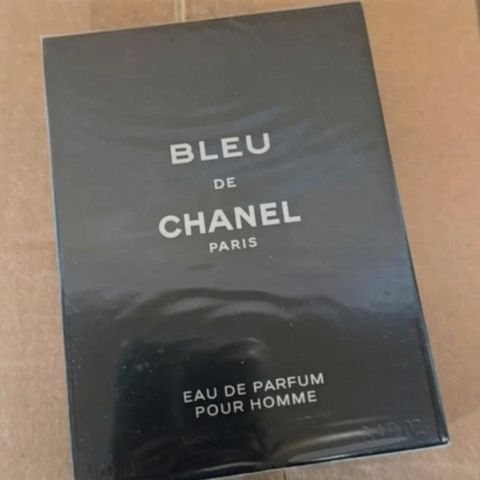 BLEU
DE
CHANEL
PARIS
EAU DE PARFUM
POUR HOMME